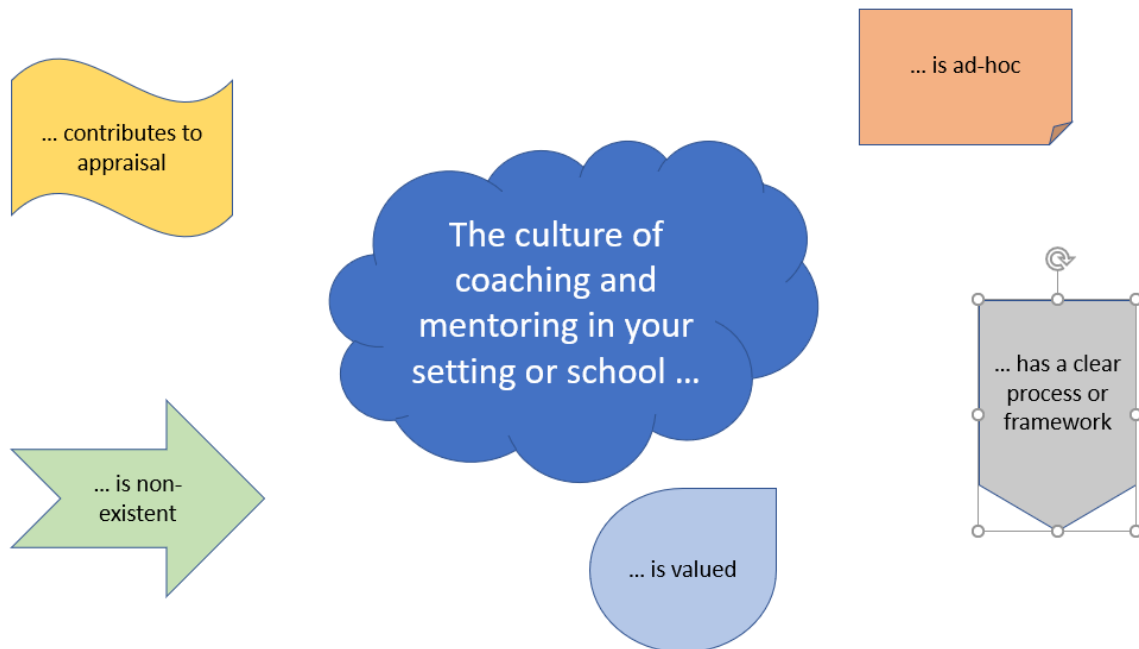 ... is ad-hoc
... contributes to
appraisal
The culture of
coaching and
mentoring in your
setting or school ...
... has a clear
process or
framework
... is non-
existent
... is valued